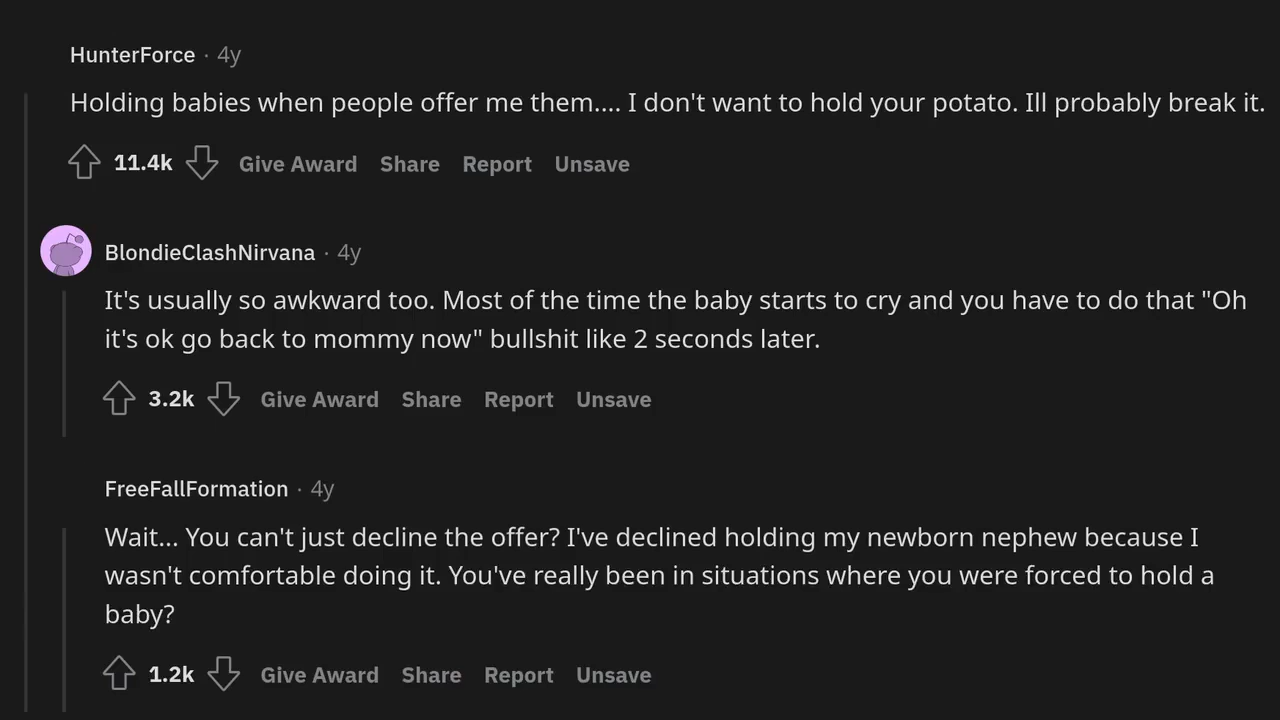 HunterForce · 4y
Holding babies when people offer me them.... I don't want to hold your potato. Ill probably break it.
11.4k Give Award Share Report Unsave
BlondieClashNirvana · 4y
It's usually so awkward too. Most of the time the baby starts to cry and you have to do that "Oh
it's ok go back to mommy now" bullshit like 2 seconds later.
3.2k Give Award Share Report Unsave
FreeFallFormation · 4y
Wait... You can't just decline the offer? I've declined holding my newborn nephew because I
wasn't comfortable doing it. You've really been in situations where you were forced to hold a
baby?
1.2k Give Award Share Report Unsave